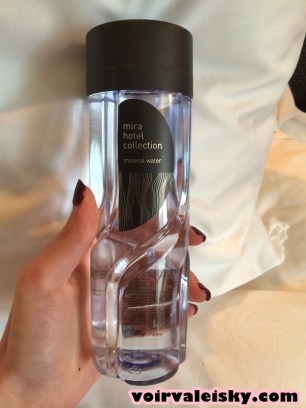 mira
hotel
collection
mineral water
voirvaleisky.com